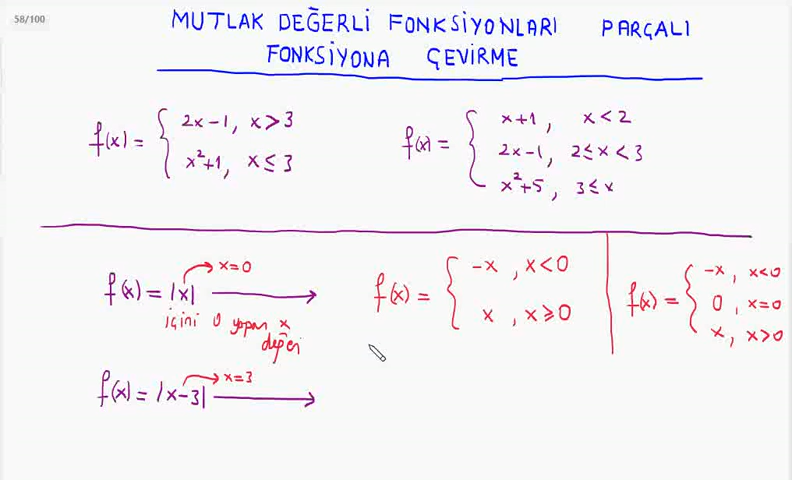 58/100
MUTLAK DEĞERLİ FONKSİYONLARI PARÇALI
FONKSİYONA ÇEVİRME
f(x) = { 2x-1, x>3
x²+1, x≤3
f(x) = { x+1, x<2
2x-1, 2≤x<3
x²+5, 3≤x
f(x) = |x| → x=0
içini 0 yapan x
değeri
f(x) = { -x, x<0
x, x≥0
f(x) = { -x, x<0
0, x=0
x, x>0
f(x) = |x-3| → x=3